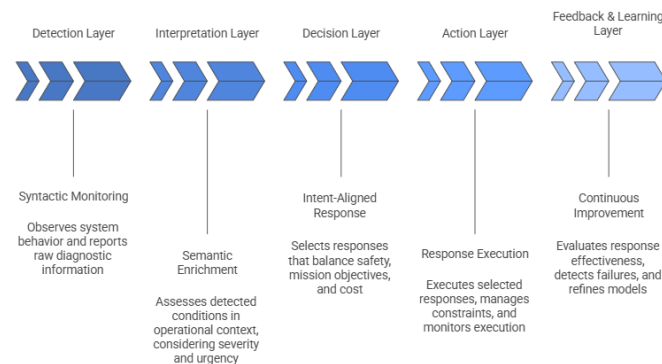 Detection Layer
Interpretation Layer
Decision Layer
Action Layer
Feedback & Learning
Layer
Syntactic Monitoring
Observes system
behavior and reports
raw diagnostic
information
Semantic
Enrichment
Assesses detected
conditions in
operational context,
considering severity
and urgency
Intent-Aligned
Response
Selects responses
that balance safety,
mission objectives,
and cost
Response Execution
Executes selected
responses, manages
constraints, and
monitors execution
Continuous
Improvement
Evaluates response
effectiveness,
detects failures, and
refines models